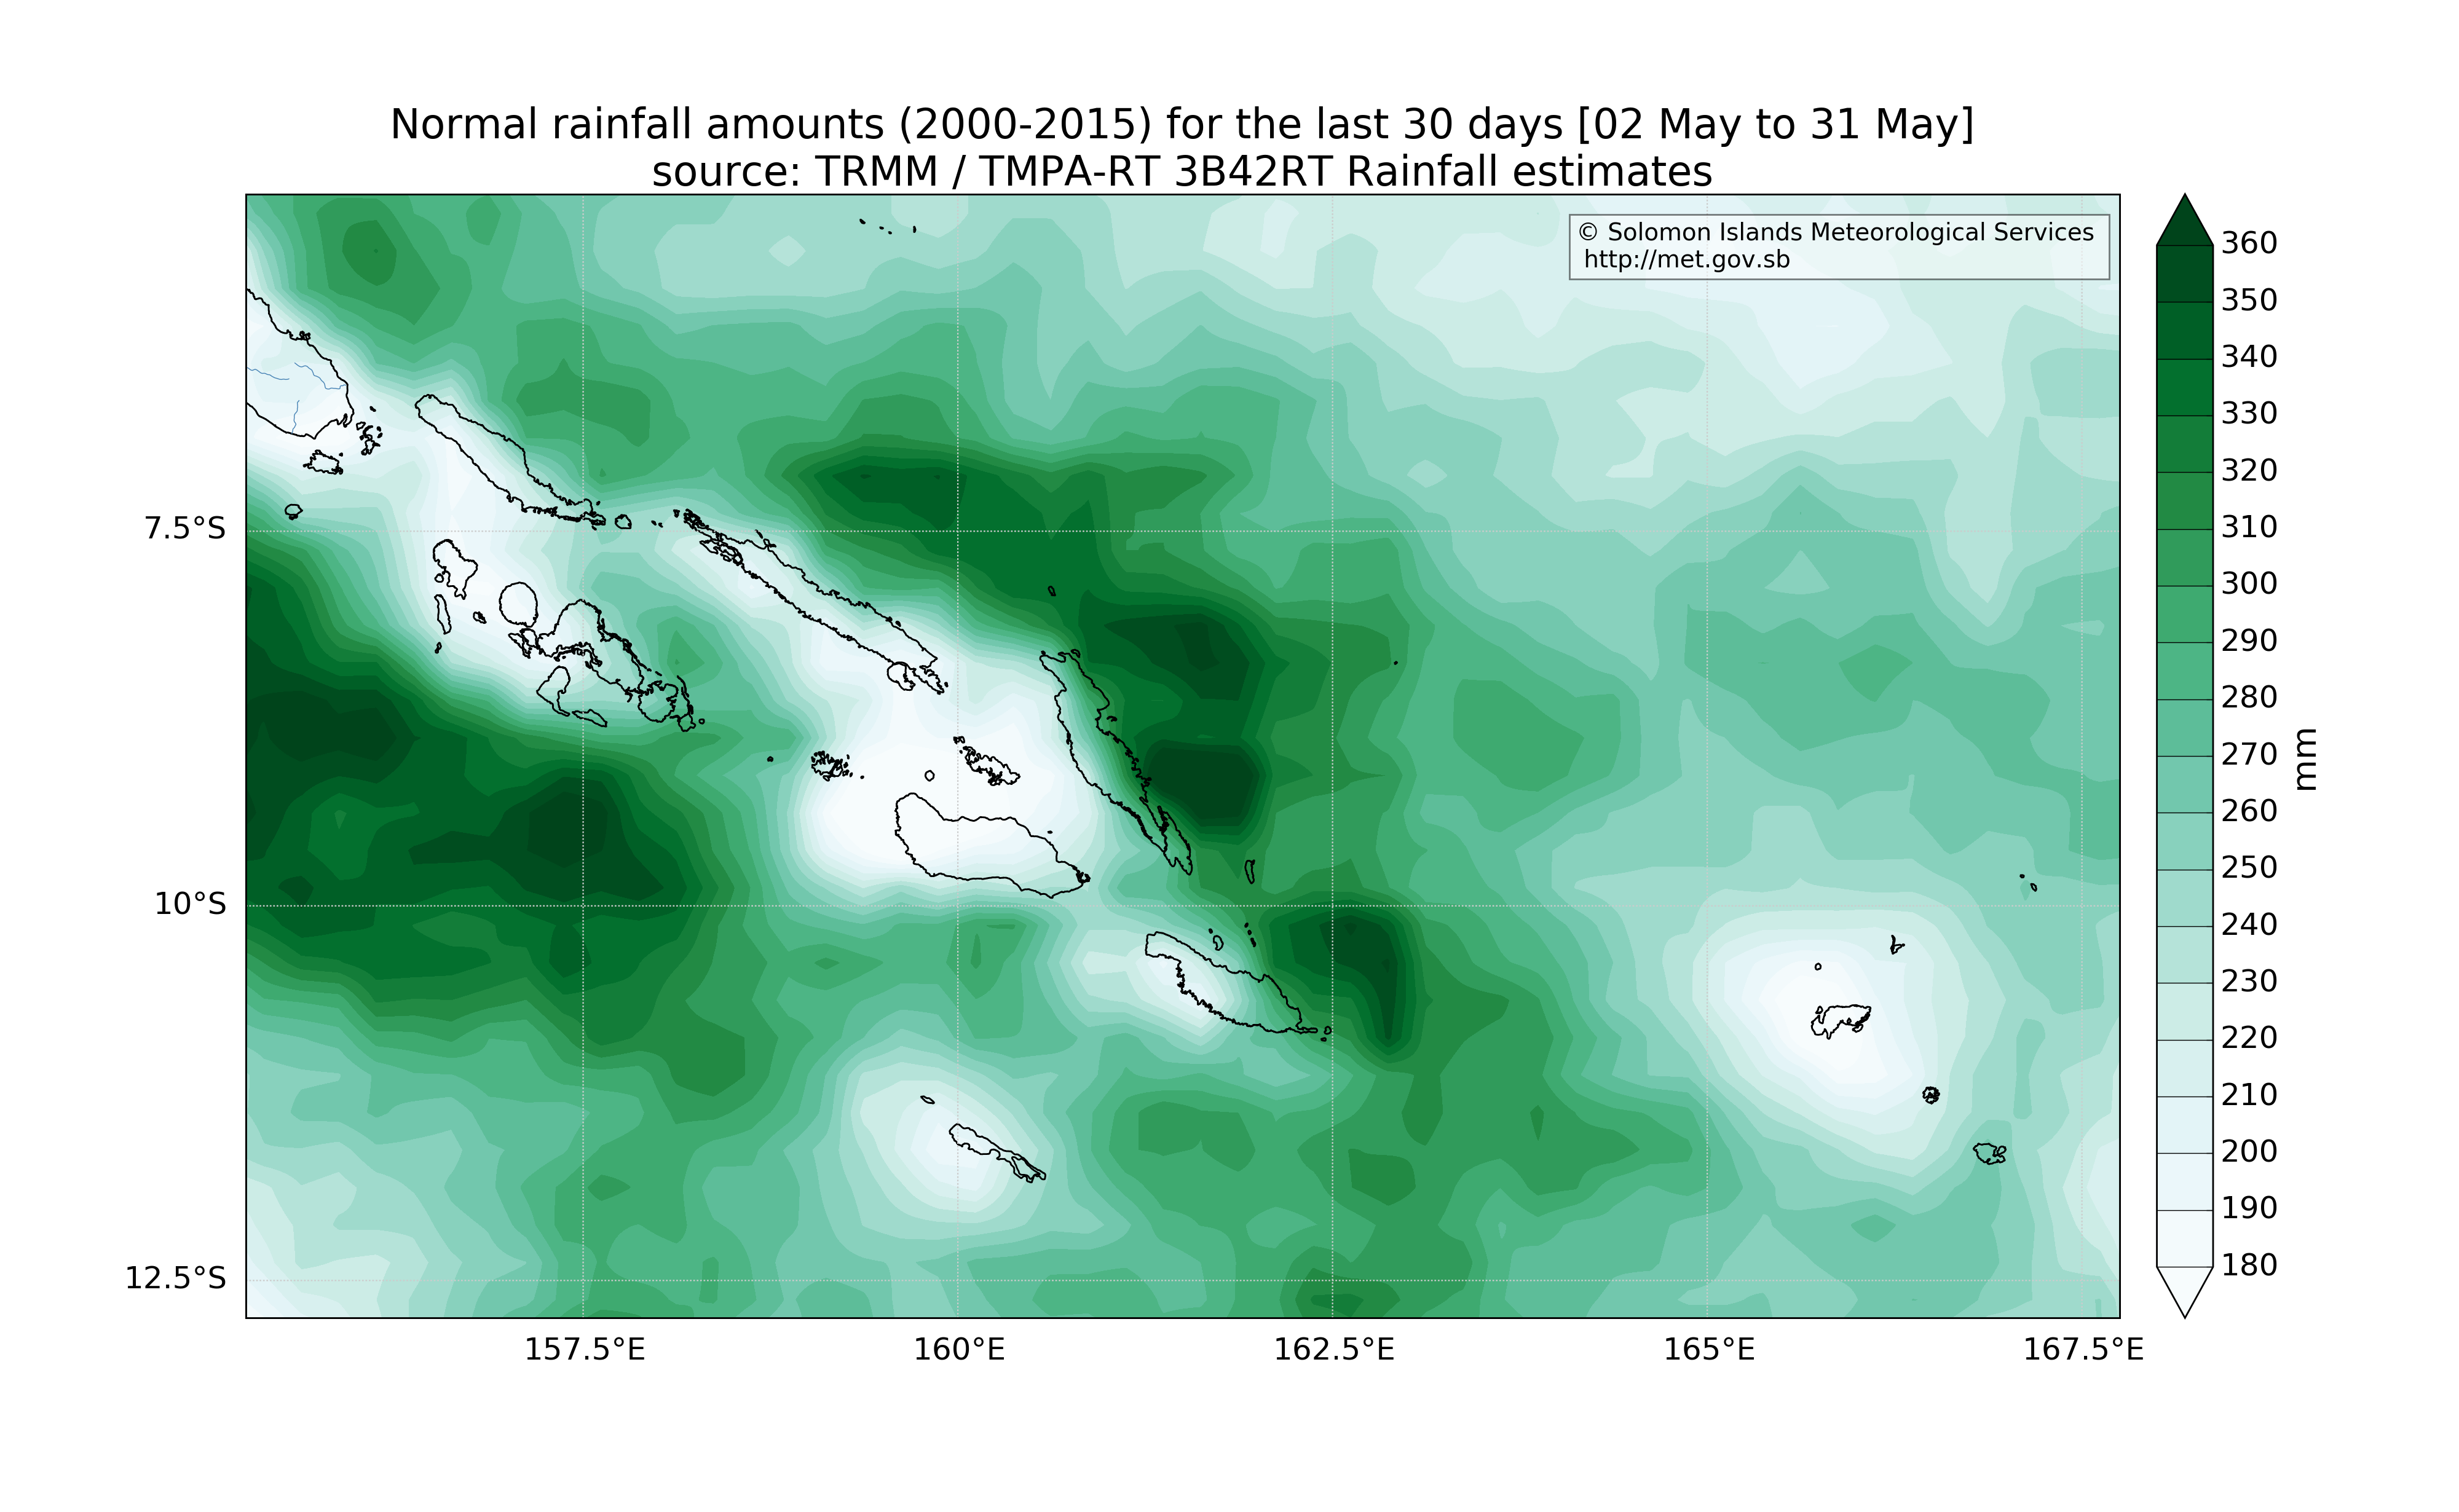 Normal rainfall amounts (2000-2015) for the last 30 days [02 May to 31 May]
source: TRMM / TMPA-RT 3B42RT Rainfall estimates
© Solomon Islands Meteorological Services
http://met.gov.sb
7.5°S
10°S
12.5°S
157.5°E
160°E
162.5°E
165°E
167.5°E
360
350
340
330
320
310
300
290
280
270
260
250
240
230
220
210
200
190
180
mm